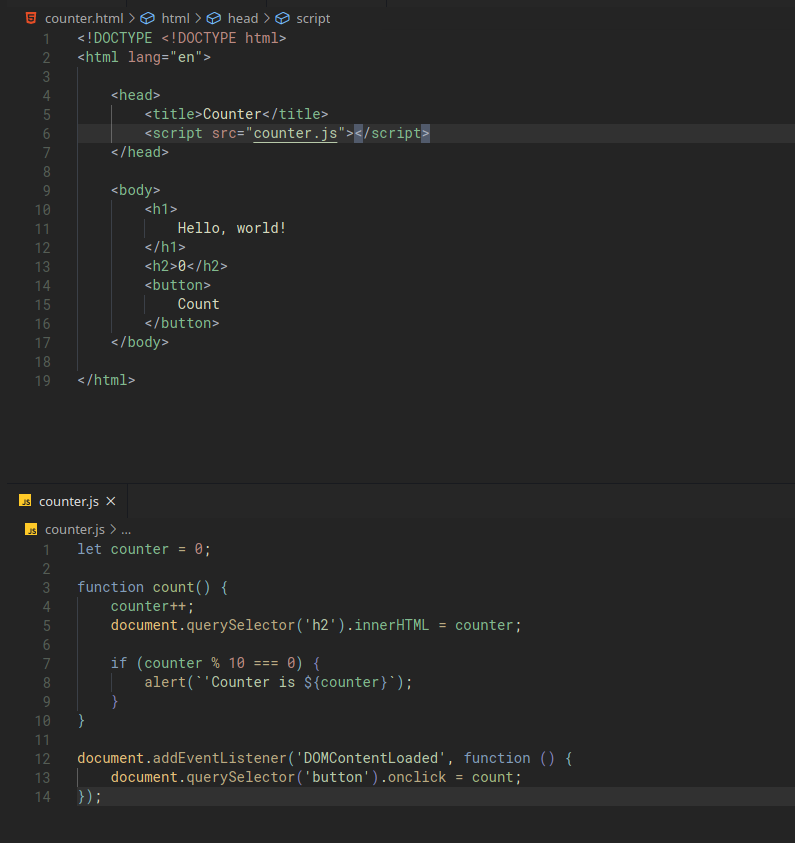 counter.html > html > head > script
1 <!DOCTYPE <!DOCTYPE html>
2 <html lang="en">
3
4     <head>
5         <title>Counter</title>
6         <script src="counter.js"></script>
7     </head>
8
9     <body>
10         <h1>
11             Hello, world!
12         </h1>
13         <h2>0</h2>
14         <button>
15             Count
16         </button>
17     </body>
18
19 </html>
JS counter.js ×
JS counter.js > ...
1 let counter = 0;
2
3 function count() {
4     counter++;
5     document.querySelector('h2').innerHTML = counter;
6
7     if (counter % 10 === 0) {
8         alert(`'Counter is ${counter}`);
9     }
10 }
11
12 document.addEventListener('DOMContentLoaded', function () {
13     document.querySelector('button').onclick = count;
14 });